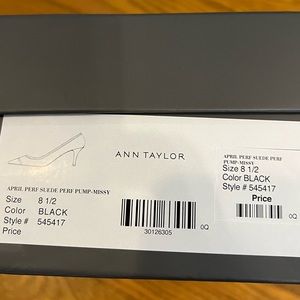 ANN TAYLOR
APRIL PERF SUEDE PERF PUMP-MISSY
Size 8 1/2
Color BLACK
Style # 545417
Price
30126305
0Q
APRIL PERF SUEDE PERF
PUMP-MISSY
Size 8 1/2
Color BLACK
Style # 545417
Price
0Q